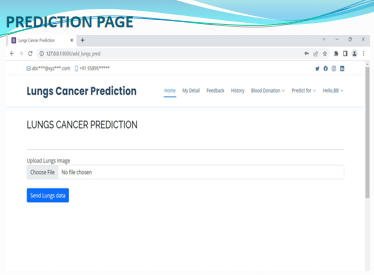 PREDICTION PAGE
Lungs Cancer Prediction
127.0.0.1:8000/add_lungs_pred
abc****@xyz***.com +91 55895*****
Lungs Cancer Prediction Home My Detail Feedback History Blood Donation Predict for Hello,BB
LUNGS CANCER PREDICTION
Upload Lungs Image
Choose File No file chosen
Send Lungs data